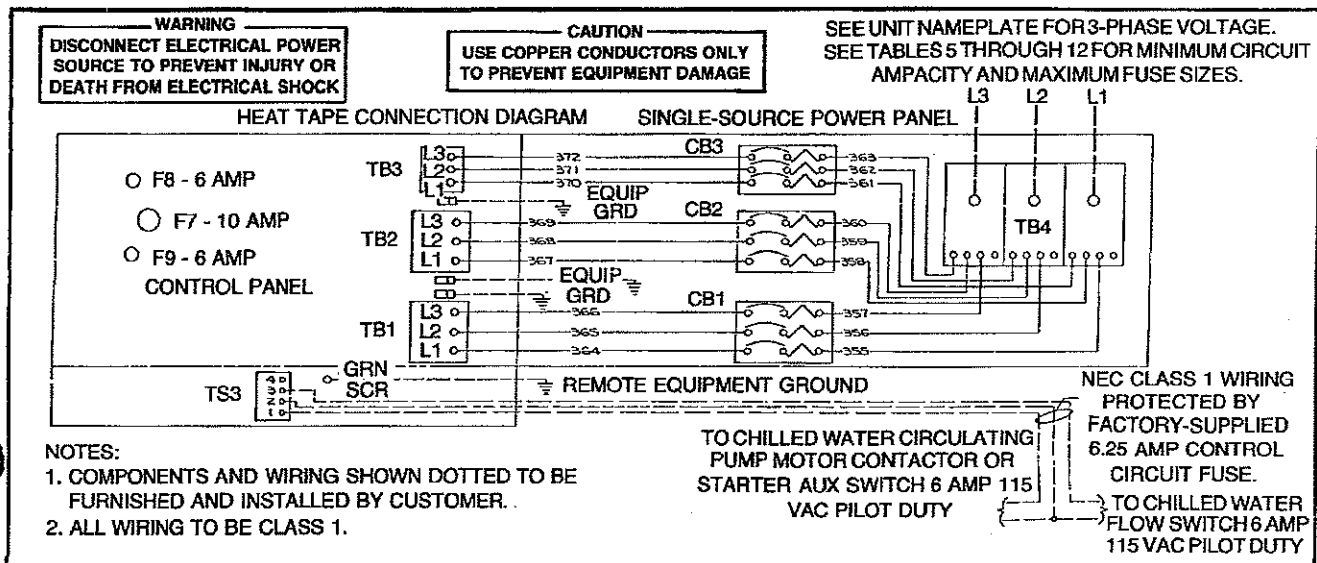 WARNING
DISCONNECT ELECTRICAL POWER
SOURCE TO PREVENT INJURY OR
DEATH FROM ELECTRICAL SHOCK
CAUTION
USE COPPER CONDUCTORS ONLY
TO PREVENT EQUIPMENT DAMAGE
SEE UNIT NAMEPLATE FOR 3-PHASE VOLTAGE.
SEE TABLES 5 THROUGH 12 FOR MINIMUM CIRCUIT
AMPACITY AND MAXIMUM FUSE SIZES.
L3 L2 L1
HEAT TAPE CONNECTION DIAGRAM
SINGLE-SOURCE POWER PANEL
F8 - 6 AMP
F7 - 10 AMP
F9 - 6 AMP
CONTROL PANEL
TB3
L3
L2
L1
372
371
370
CB3
363
362
361
EQUIP
GRD
TB2
L3
L2
L1
369
368
367
CB2
360
359
358
TB4
EQUIP
GRD
TB1
L3
L2
L1
366
365
364
CB1
357
356
355
TS3
4
3
2
1
GRN
SCR
REMOTE EQUIPMENT GROUND
NEC CLASS 1 WIRING
PROTECTED BY
FACTORY-SUPPLIED
6.25 AMP CONTROL
CIRCUIT FUSE.
TO CHILLED WATER CIRCULATING
PUMP MOTOR CONTACTOR OR
STARTER AUX SWITCH 6 AMP 115
VAC PILOT DUTY
TO CHILLED WATER
FLOW SWITCH 6 AMP
115 VAC PILOT DUTY
NOTES:
1. COMPONENTS AND WIRING SHOWN DOTTED TO BE
FURNISHED AND INSTALLED BY CUSTOMER.
2. ALL WIRING TO BE CLASS 1.